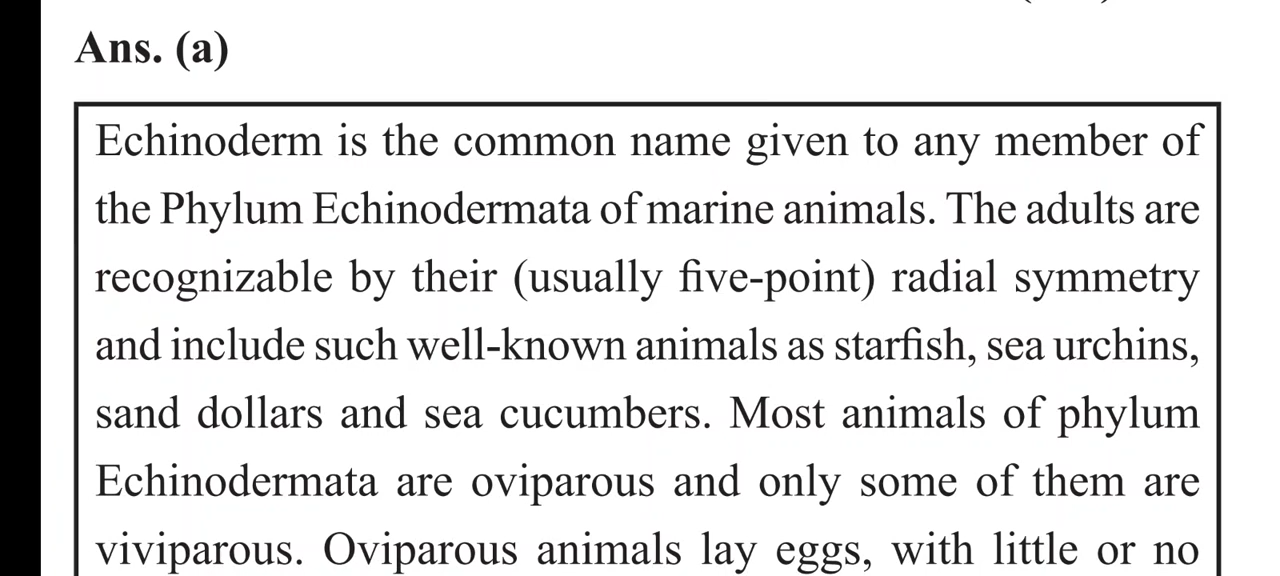 Ans. (a)
Echinoderm is the common name given to any member of
the Phylum Echinodermata of marine animals. The adults are
recognizable by their (usually five-point) radial symmetry
and include such well-known animals as starfish, sea urchins,
sand dollars and sea cucumbers. Most animals of phylum
Echinodermata are oviparous and only some of them are
viviparous. Oviparous animals lay eggs, with little or no